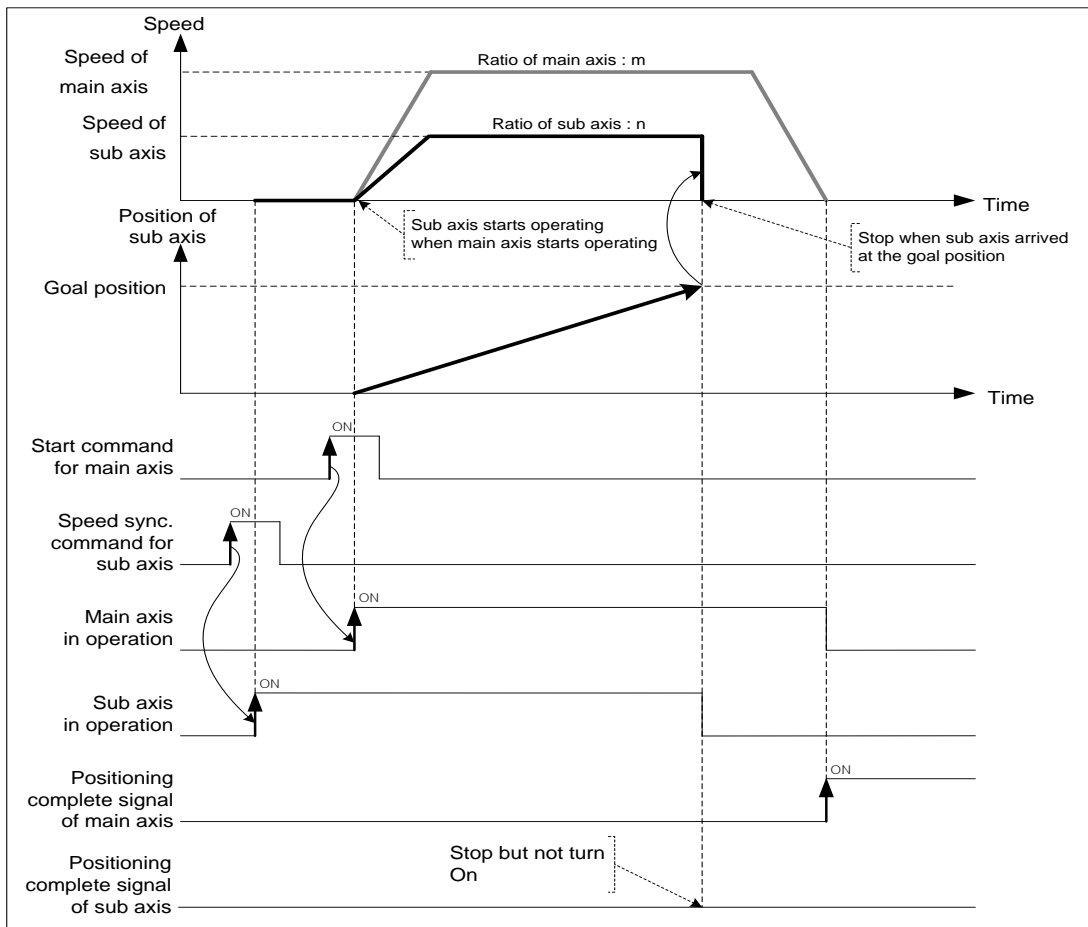 Speed
Speed of
main axis
Ratio of main axis : m
Speed of
sub axis
Ratio of sub axis : n
Time
Position of
sub axis
Sub axis starts operating
when main axis starts operating
Stop when sub axis arrived
at the goal position
Goal position
Time
ON
Start command
for main axis
ON
Speed sync.
command for
sub axis
ON
Main axis
in operation
ON
Sub axis
in operation
ON
Positioning
complete signal
of main axis
Stop but not turn
On
Positioning
complete signal
of sub axis